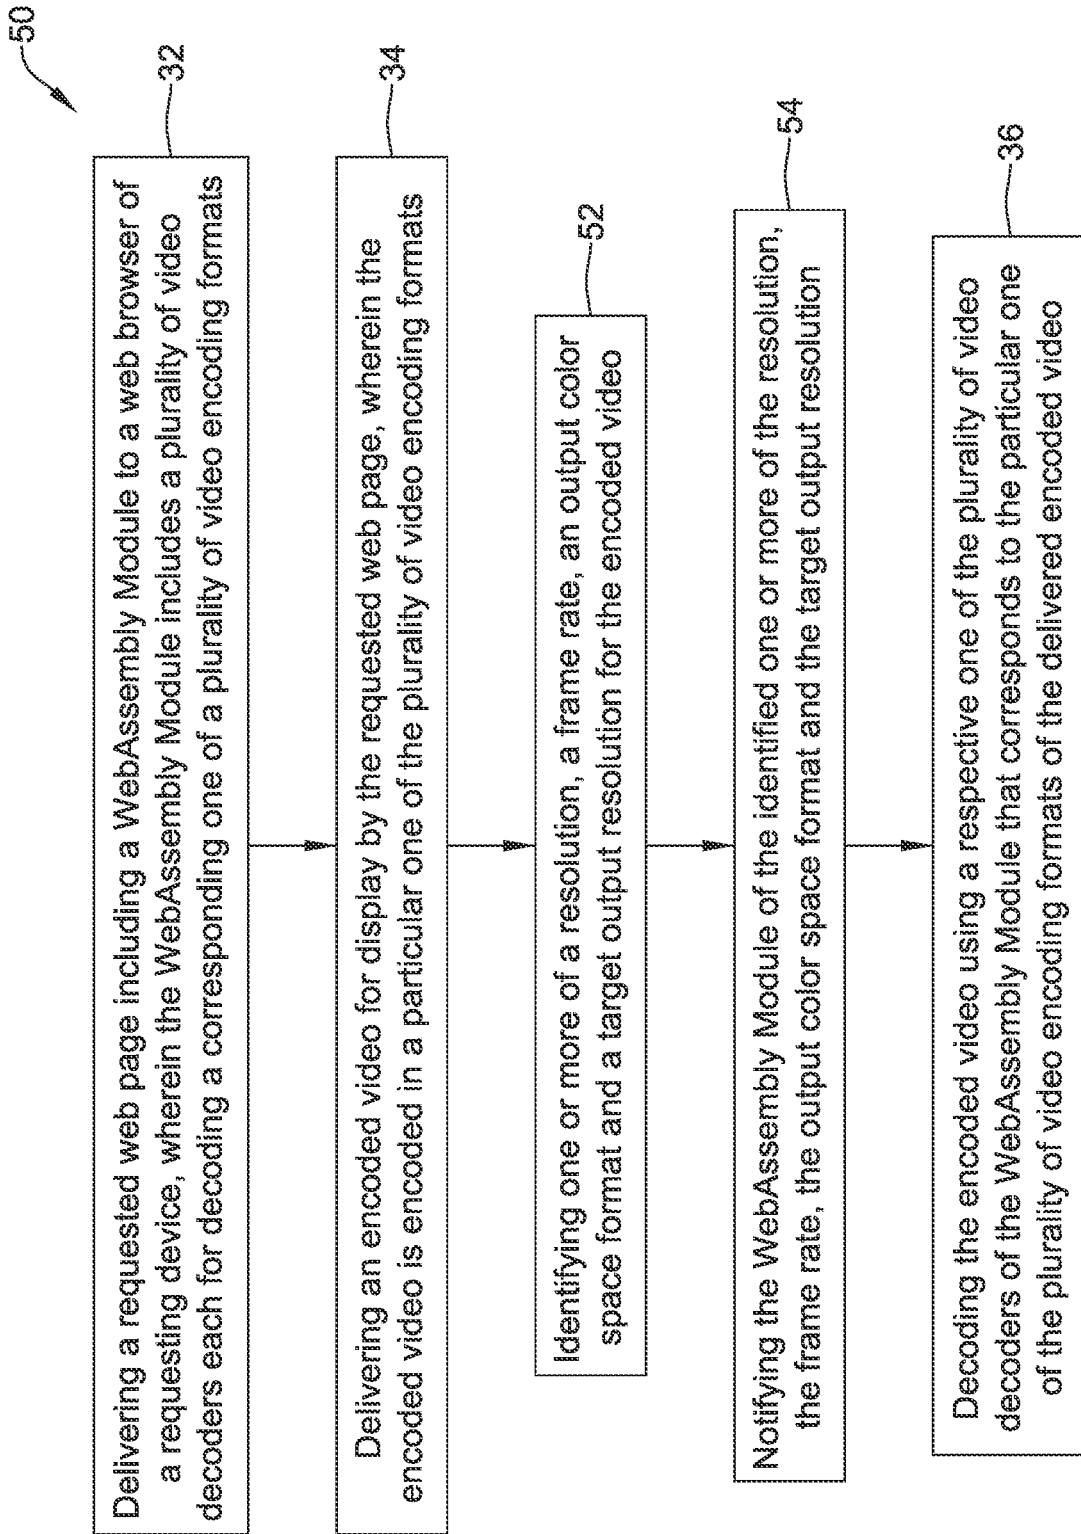 50
Delivering a requested web page including a WebAssembly Module to a web browser of
a requesting device, wherein the WebAssembly Module includes a plurality of video
decoders each for decoding a corresponding one of a plurality of video encoding formats
32
Delivering an encoded video for display by the requested web page, wherein the
encoded video is encoded in a particular one of the plurality of video encoding formats
34
Identifying one or more of a resolution, a frame rate, an output color
space format and a target output resolution for the encoded video
52
Notifying the WebAssembly Module of the identified one or more of the resolution,
the frame rate, the output color space format and the target output resolution
54
Decoding the encoded video using a respective one of the plurality of video
decoders of the WebAssembly Module that corresponds to the particular one
of the plurality of video encoding formats of the delivered encoded video
36